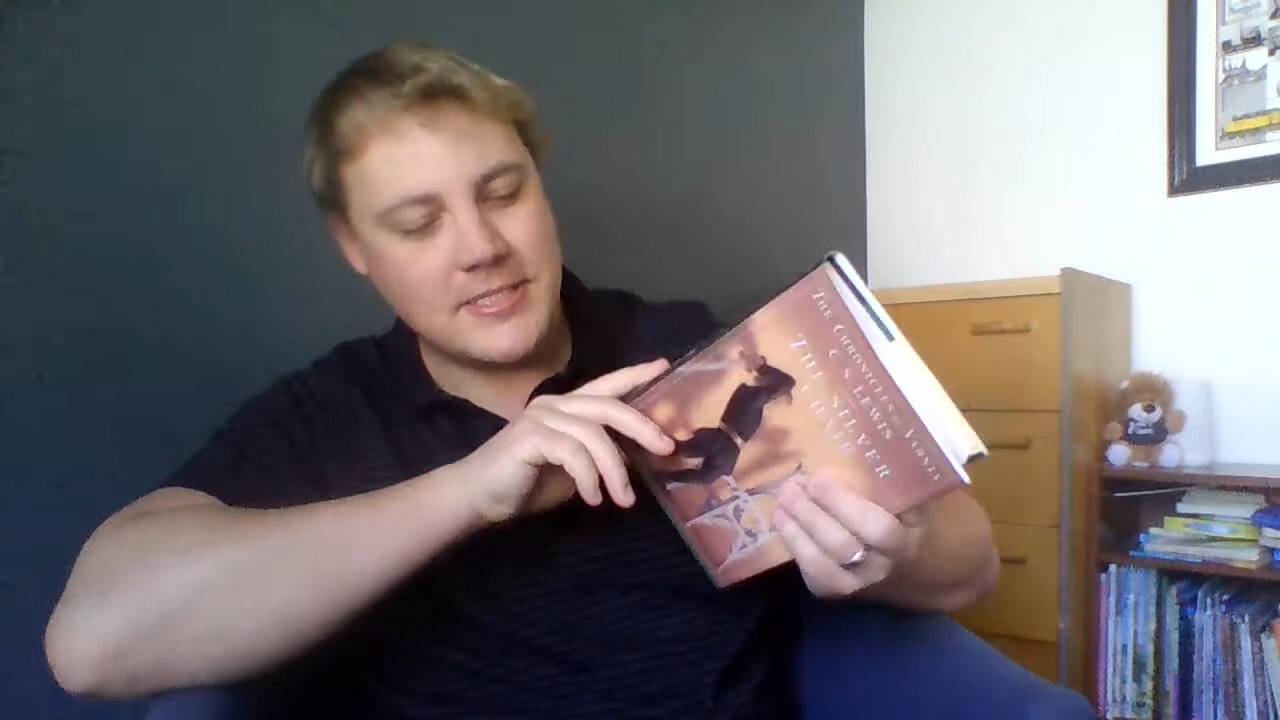 THE CHRONICLES OF NARNIA
C. S. LEWIS
THE SILVER
CHAIR